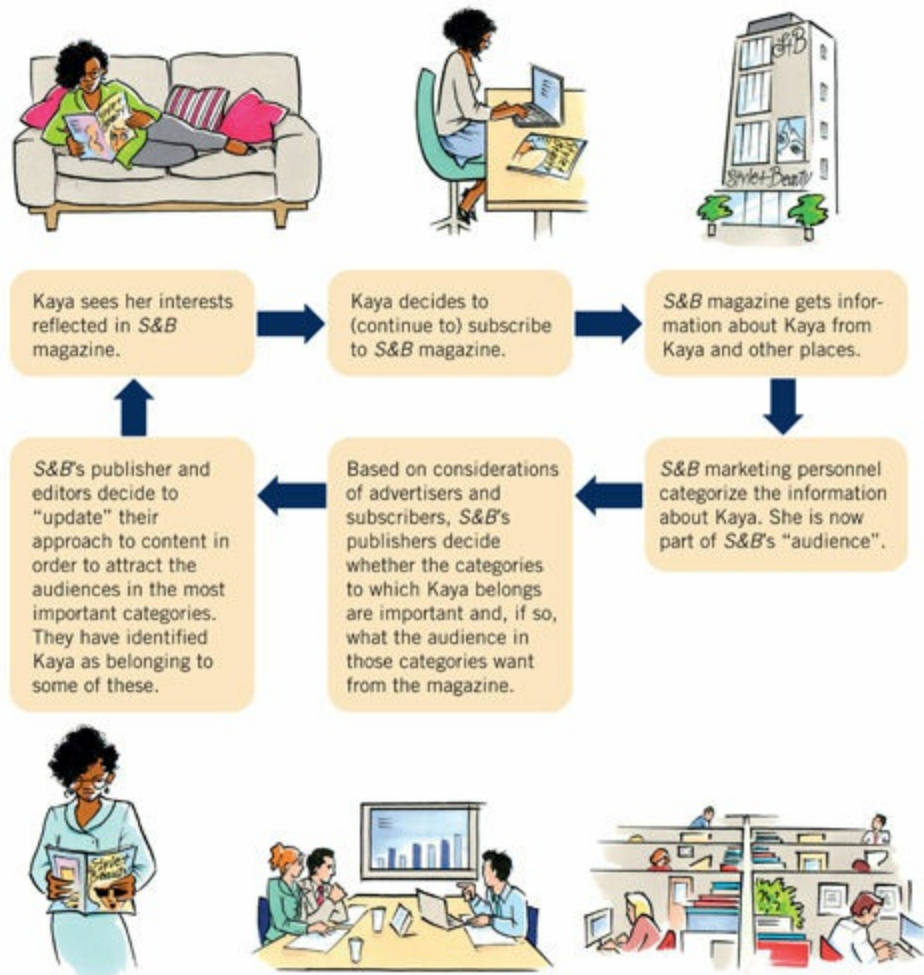 S&B
Style & Beauty
Kaya sees her interests
reflected in S&B
magazine.
Kaya decides to
(continue to) subscribe
to S&B magazine.
S&B magazine gets infor-
mation about Kaya from
Kaya and other places.
S&B marketing personnel
categorize the information
about Kaya. She is now
part of S&B's “audience”.
Based on considerations
of advertisers and
subscribers, S&B's
publishers decide
whether the categories
to which Kaya belongs
are important and, if so,
what the audience in
those categories want
from the magazine.
S&B's publisher and
editors decide to
“update” their
approach to content in
order to attract the
audiences in the most
important categories.
They have identified
Kaya as belonging to
some of these.
Style &
Beauty